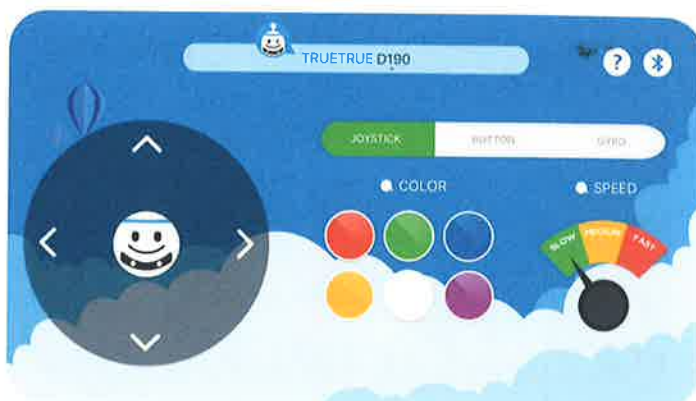 TRUETRUE D190
?
JOYSTICK BUTTON GYRO
COLOR
SPEED
SLOW MEDIUM FAST